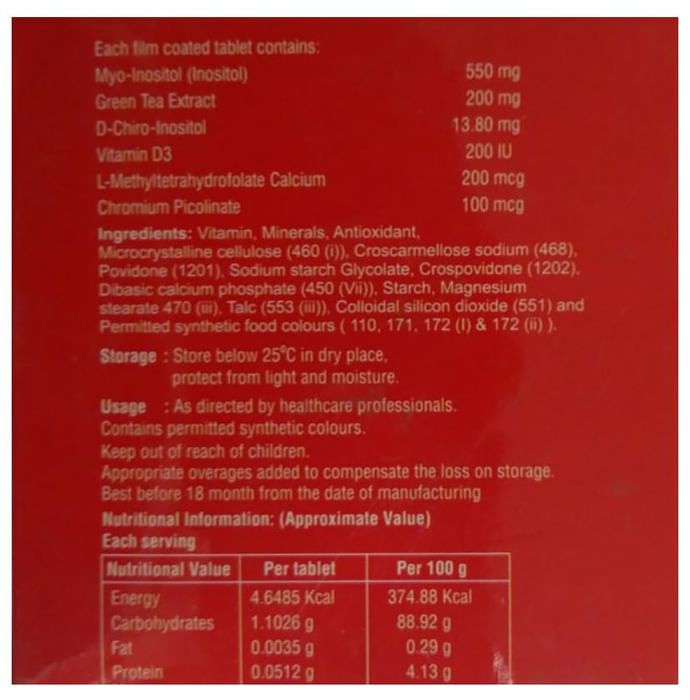 Each film coated tablet contains:
Myo-Inositol (Inositol) 550 mg
Green Tea Extract 200 mg
D-Chiro-Inositol 13.80 mg
Vitamin D3 200 IU
L-Methyltetrahydrofolate Calcium 200 mcg
Chromium Picolinate 100 mcg
Ingredients: Vitamin, Minerals, Antioxidant,
Microcrystalline cellulose (460 (i)), Croscarmellose sodium (468),
Povidone (1201), Sodium starch Glycolate, Crospovidone (1202),
Dibasic calcium phosphate (450 (Vii)), Starch, Magnesium
stearate 470 (iii), Talc (553 (iii)), Colloidal silicon dioxide (551) and
Permitted synthetic food colours ( 110, 171, 172 (I) & 172 (ii) ).
Storage : Store below 25°C in dry place,
protect from light and moisture.
Usage : As directed by healthcare professionals.
Contains permitted synthetic colours.
Keep out of reach of children.
Appropriate overages added to compensate the loss on storage.
Best before 18 month from the date of manufacturing
Nutritional Information: (Approximate Value)
Each serving
Nutritional Value Per tablet Per 100 g
Energy 4.6485 Kcal 374.88 Kcal
Carbohydrates 1.1026 g 88.92 g
Fat 0.0035 g 0.29 g
Protein 0.0512 g 4.13 g